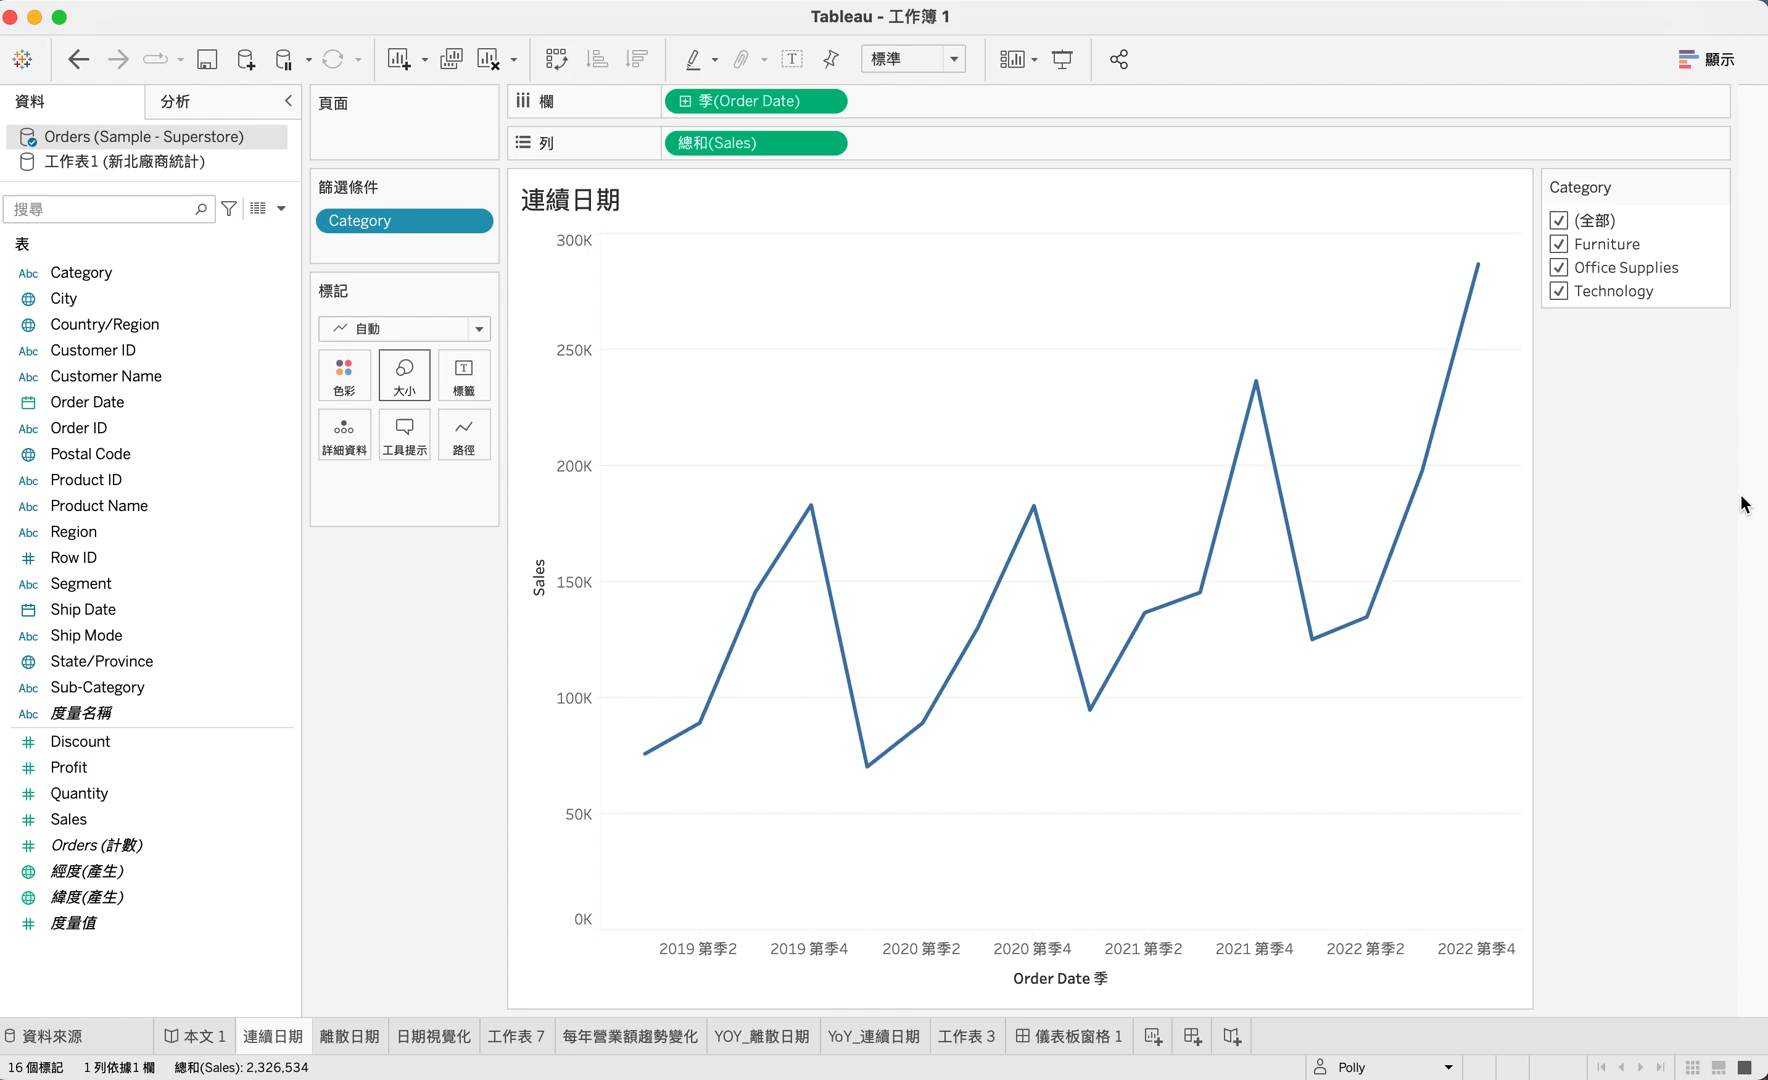 Tableau - 工作簿 1
標準
顯示
資料
分析
Orders (Sample - Superstore)
工作表1 (新北廠商統計)
搜尋
表
Abc Category
City
Country/Region
Abc Customer ID
Abc Customer Name
Order Date
Abc Order ID
Postal Code
Abc Product ID
Abc Product Name
Abc Region
Row ID
Abc Segment
Ship Date
Abc Ship Mode
State/Province
Abc Sub-Category
Abc 度量名稱
Discount
Profit
Quantity
Sales
Orders (計數)
經度(產生)
緯度(產生)
度量值
頁面
篩選條件
Category
標記
自動
色彩
大小
標籤
詳細資料
工具提示
路徑
欄
季(Order Date)
列
總和(Sales)
連續日期
300K
250K
200K
150K
100K
50K
0K
Sales
2019 第季2
2019 第季4
2020 第季2
2020 第季4
2021 第季2
2021 第季4
2022 第季2
2022 第季4
Order Date 季
Category
(全部)
Furniture
Office Supplies
Technology
資料來源
本文 1
連續日期
離散日期
日期視覺化
工作表 7
每年營業額趨勢變化
YOY_離散日期
YoY_連續日期
工作表 3
儀表板窗格 1
16 個標記
1 列依據1 欄
總和(Sales): 2,326,534
Polly